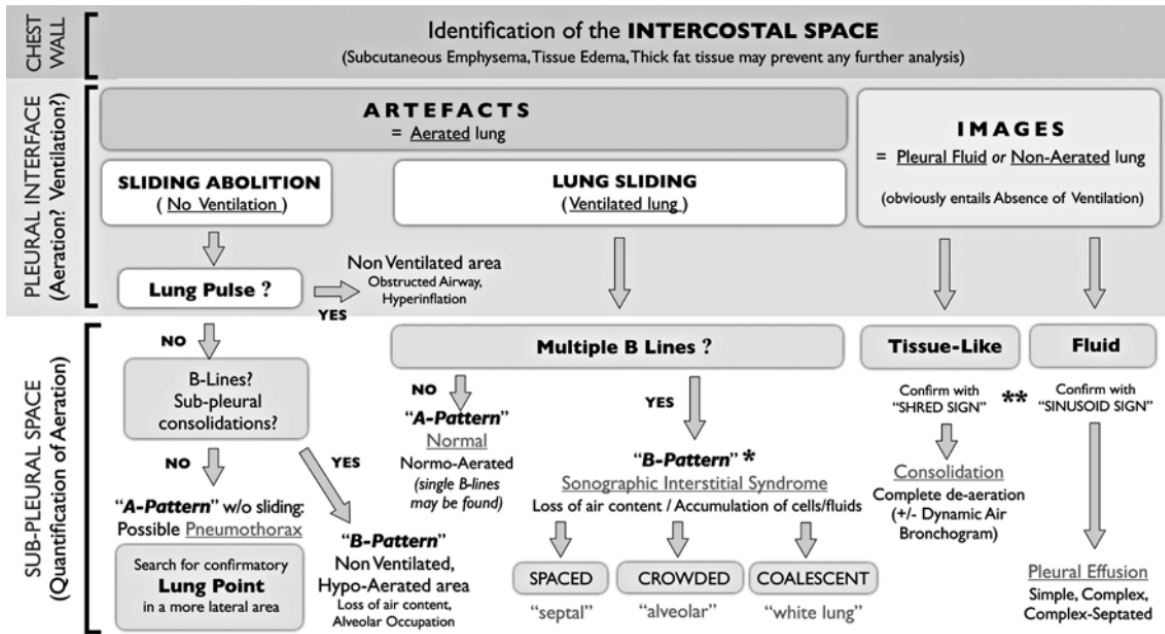 CHEST
WALL
Identification of the INTERCOSTAL SPACE
(Subcutaneous Emphysema, Tissue Edema, Thick fat tissue may prevent any further analysis)
PLEURAL INTERFACE
(Aeration? Ventilation?)
ARTEFACTS
= Aerated lung
IMAGES
= Pleural Fluid or Non-Aerated lung
(obviously entails Absence of Ventilation)
SLIDING ABOLITION
( No Ventilation )
LUNG SLIDING
(Ventilated lung )
Lung Pulse ?
YES
Non Ventilated area
Obstructed Airway,
Hyperinflation
SUB-PLEURAL SPACE
(Quantification of Aeration)
NO
B-Lines?
Sub-pleural
consolidations?
NO
YES
"A-Pattern" w/o sliding:
Possible Pneumothorax
Search for confirmatory
Lung Point
in a more lateral area
"B-Pattern"
Non Ventilated,
Hypo-Aerated area
Loss of air content,
Alveolar Occupation
Multiple B Lines ?
NO
"A-Pattern"
Normal
Normo-Aerated
(single B-lines
may be found)
YES
"B-Pattern" *
Sonographic Interstitial Syndrome
Loss of air content / Accumulation of cells/fluids
SPACED
CROWDED
COALESCENT
"septal"
"alveolar"
"white lung"
Tissue-Like
Fluid
Confirm with
"SHRED SIGN"
**
Confirm with
"SINUSOID SIGN"
Consolidation
Complete de-aeration
(+/- Dynamic Air
Bronchogram)
Pleural Effusion
Simple, Complex,
Complex-Septated